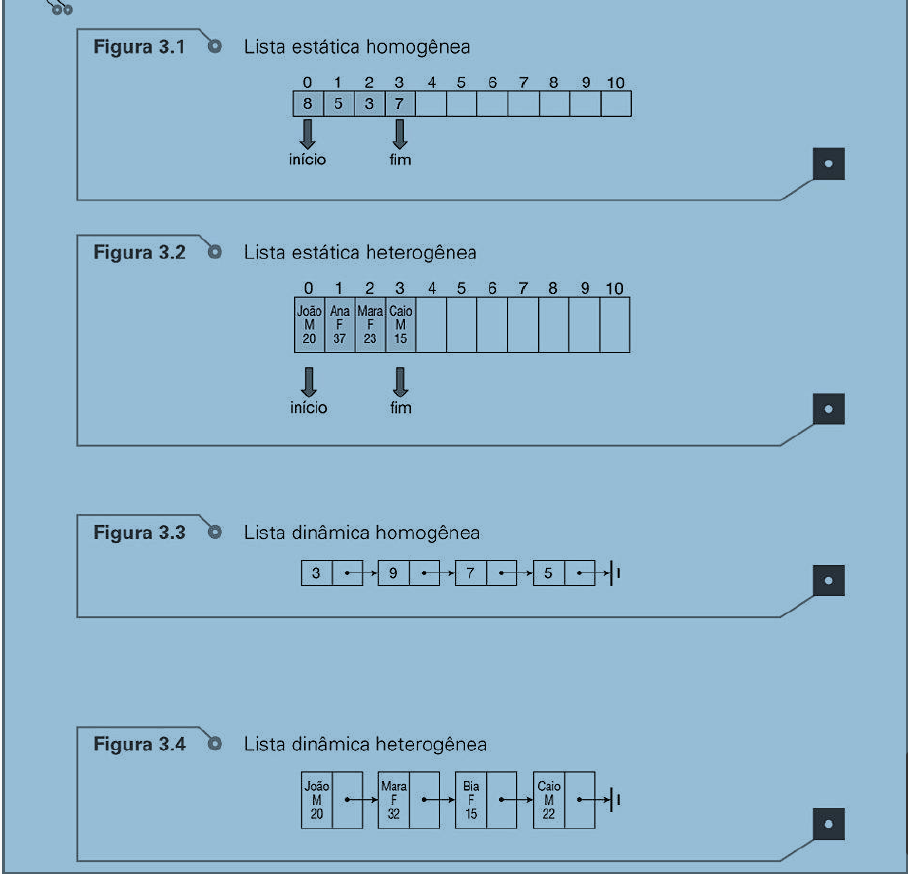 Figura 3.1 Lista estática homogênea
0 1 2 3 4 5 6 7 8 9 10
8 5 3 7
início fim
Figura 3.2 Lista estática heterogênea
0 1 2 3 4 5 6 7 8 9 10
João Ana Mara Caio
M F F M
20 37 23 15
início fim
Figura 3.3 Lista dinâmica homogênea
3 9 7 5
Figura 3.4 Lista dinâmica heterogênea
João Mara Bia Caio
M F F M
20 32 15 22